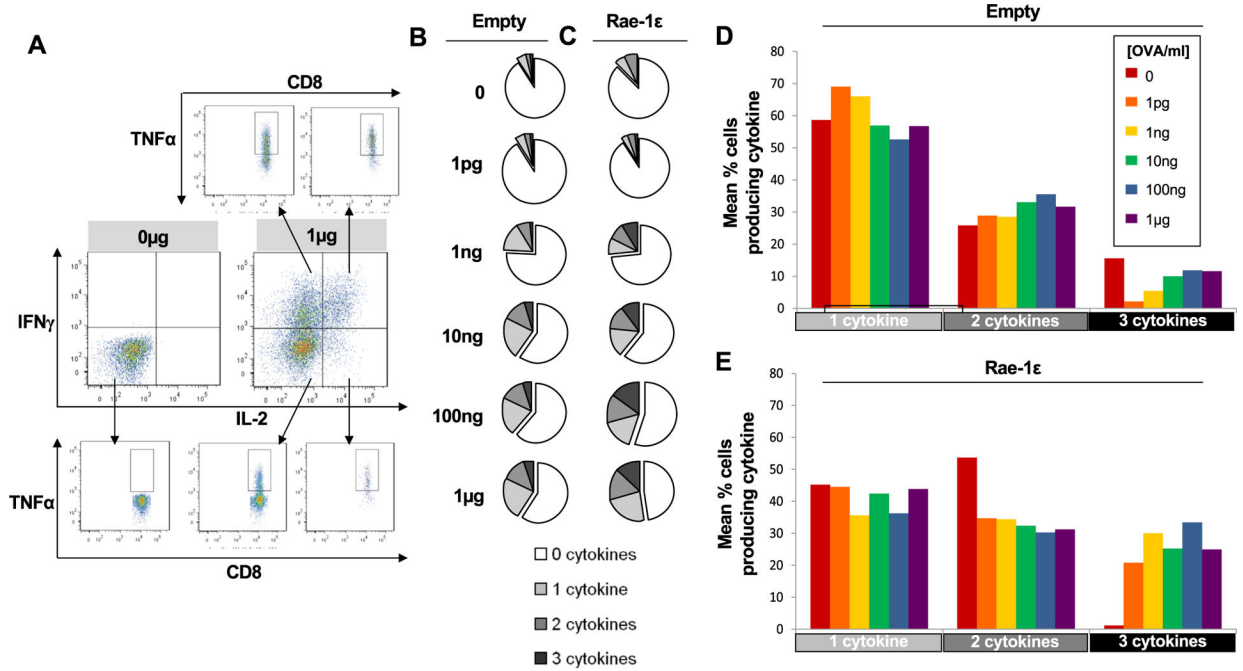 A
CD8
TNFα
0µg
1µg
IFNγ
IL-2
TNFα
CD8
B
Empty
C
Rae-1ε
0
1pg
1ng
10ng
100ng
1µg
0 cytokines
1 cytokine
2 cytokines
3 cytokines
D
Empty
Mean % cells
producing cytokine
80
70
60
50
40
30
20
10
0
[OVA/ml]
0
1pg
1ng
10ng
100ng
1µg
1 cytokine
2 cytokines
3 cytokines
E
Rae-1ε
Mean % cells
producing cytokine
80
70
60
50
40
30
20
10
0
1 cytokine
2 cytokines
3 cytokines